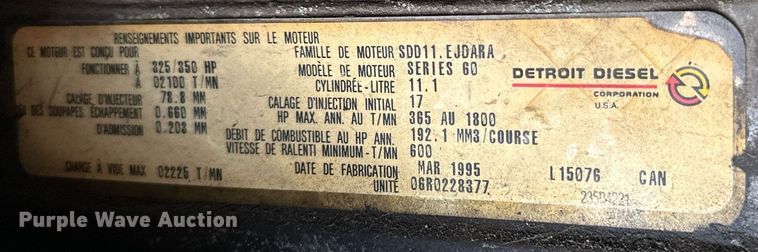 RENSEIGNEMENTS IMPORTANTS SUR LE MOTEUR
CE MOTEUR EST CONÇU POUR FAMILLE DE MOTEUR SDD11.EJDARA
FONCTIONNER À 325/350 HP MODÈLE DE MOTEUR SERIES 60
À 02100 T/MN CYLINDRÉE-LITRE 11.1
CALAGE D'INJECTEUR 78.8 MM CALAGE D'INJECTION INITIAL 17
JEU DES SOUPAPES: ÉCHAPPEMENT 0.660 MM HP MAX. ANN. AU T/MN 365 AU 1800
D'ADMISSION 0.203 MM DÉBIT DE COMBUSTIBLE AU HP ANN. 192.1 MM3/COURSE
VITESSE DE RALENTI MINIMUM-T/MN 600
CHARGE À VIDE MAX 02225 T/MN DATE DE FABRICATION MAR 1995 L15076 CAN
UNITÉ 06R0228377
DETROIT DIESEL
CORPORATION
U.S.A.
Purple Wave Auction